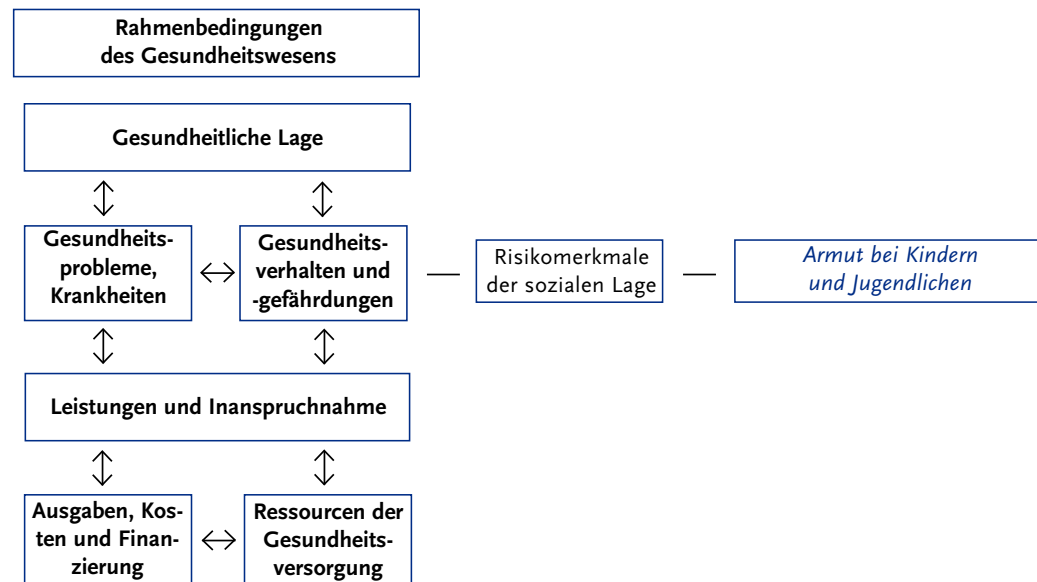 Rahmenbedingungen
des Gesundheitswesens
Gesundheitliche Lage
Gesundheits-
probleme,
Krankheiten
Gesundheits-
verhalten und
-gefährdungen
Risikomerkmale
der sozialen Lage
Armut bei Kindern
und Jugendlichen
Leistungen und Inanspruchnahme
Ausgaben, Kos-
ten und Finan-
zierung
Ressourcen der
Gesundheits-
versorgung